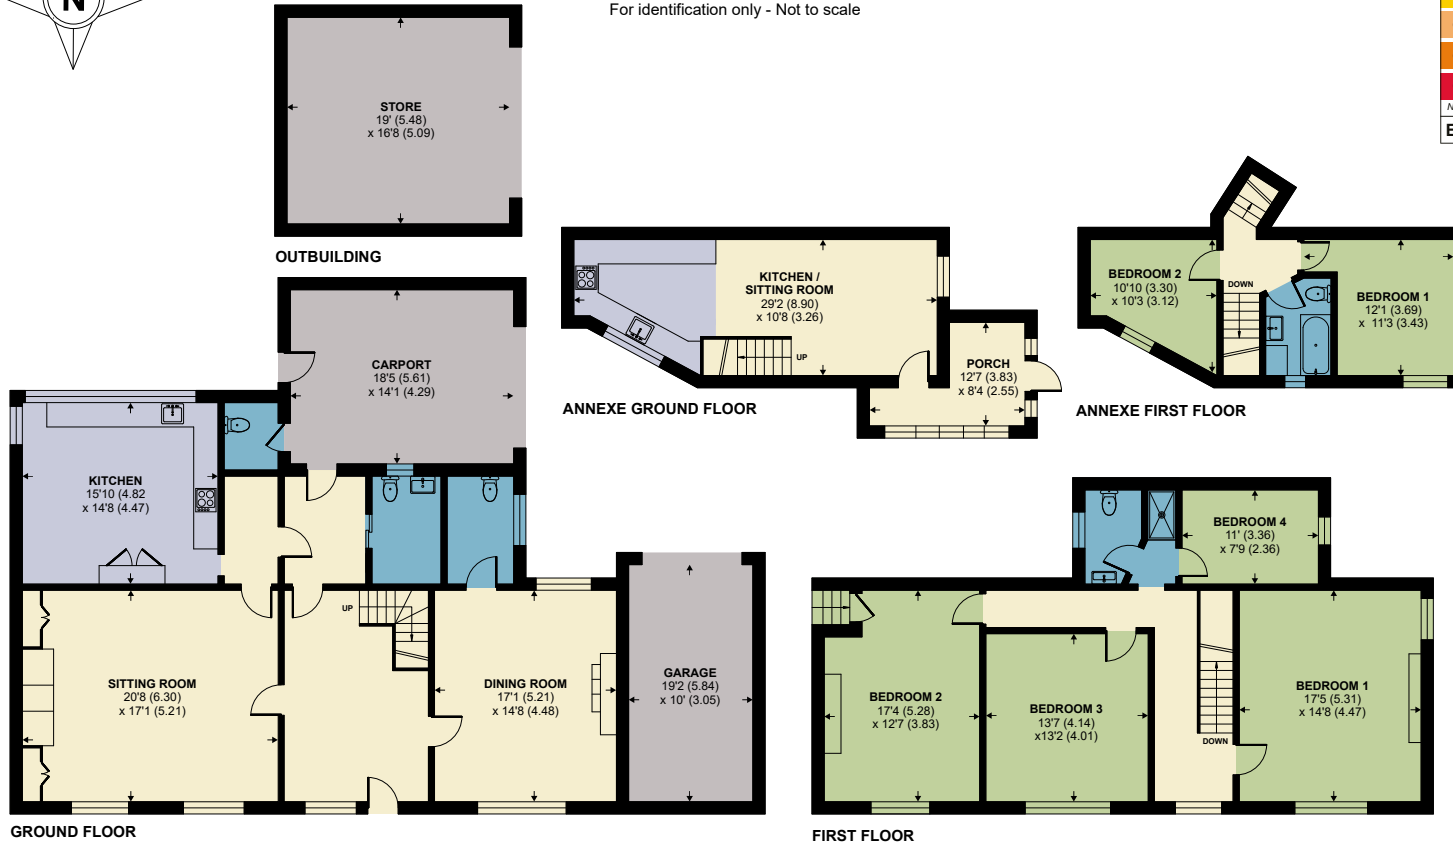 N
For identification only - Not to scale
STORE
19' (5.48)
x 16'8 (5.09)
OUTBUILDING
CARPORT
18'5 (5.61)
x 14'1 (4.29)
KITCHEN
15'10 (4.82
x 14'8 (4.47)
SITTING ROOM
20'8 (6.30)
x 17'1 (5.21)
UP
DINING ROOM
17'1 (5.21)
x 14'8 (4.48)
GARAGE
19'2 (5.84)
x 10' (3.05)
GROUND FLOOR
KITCHEN /
SITTING ROOM
29'2 (8.90)
x 10'8 (3.26)
UP
PORCH
12'7 (3.83)
x 8'4 (2.55)
ANNEXE GROUND FLOOR
BEDROOM 2
10'10 (3.30)
x 10'3 (3.12)
DOWN
BEDROOM 1
12'1 (3.69)
x 11'3 (3.43)
ANNEXE FIRST FLOOR
BEDROOM 4
11' (3.36)
x 7'9 (2.36)
BEDROOM 2
17'4 (5.28)
x 12'7 (3.83)
BEDROOM 3
13'7 (4.14)
x13'2 (4.01)
DOWN
BEDROOM 1
17'5 (5.31)
x 14'8 (4.47)
FIRST FLOOR